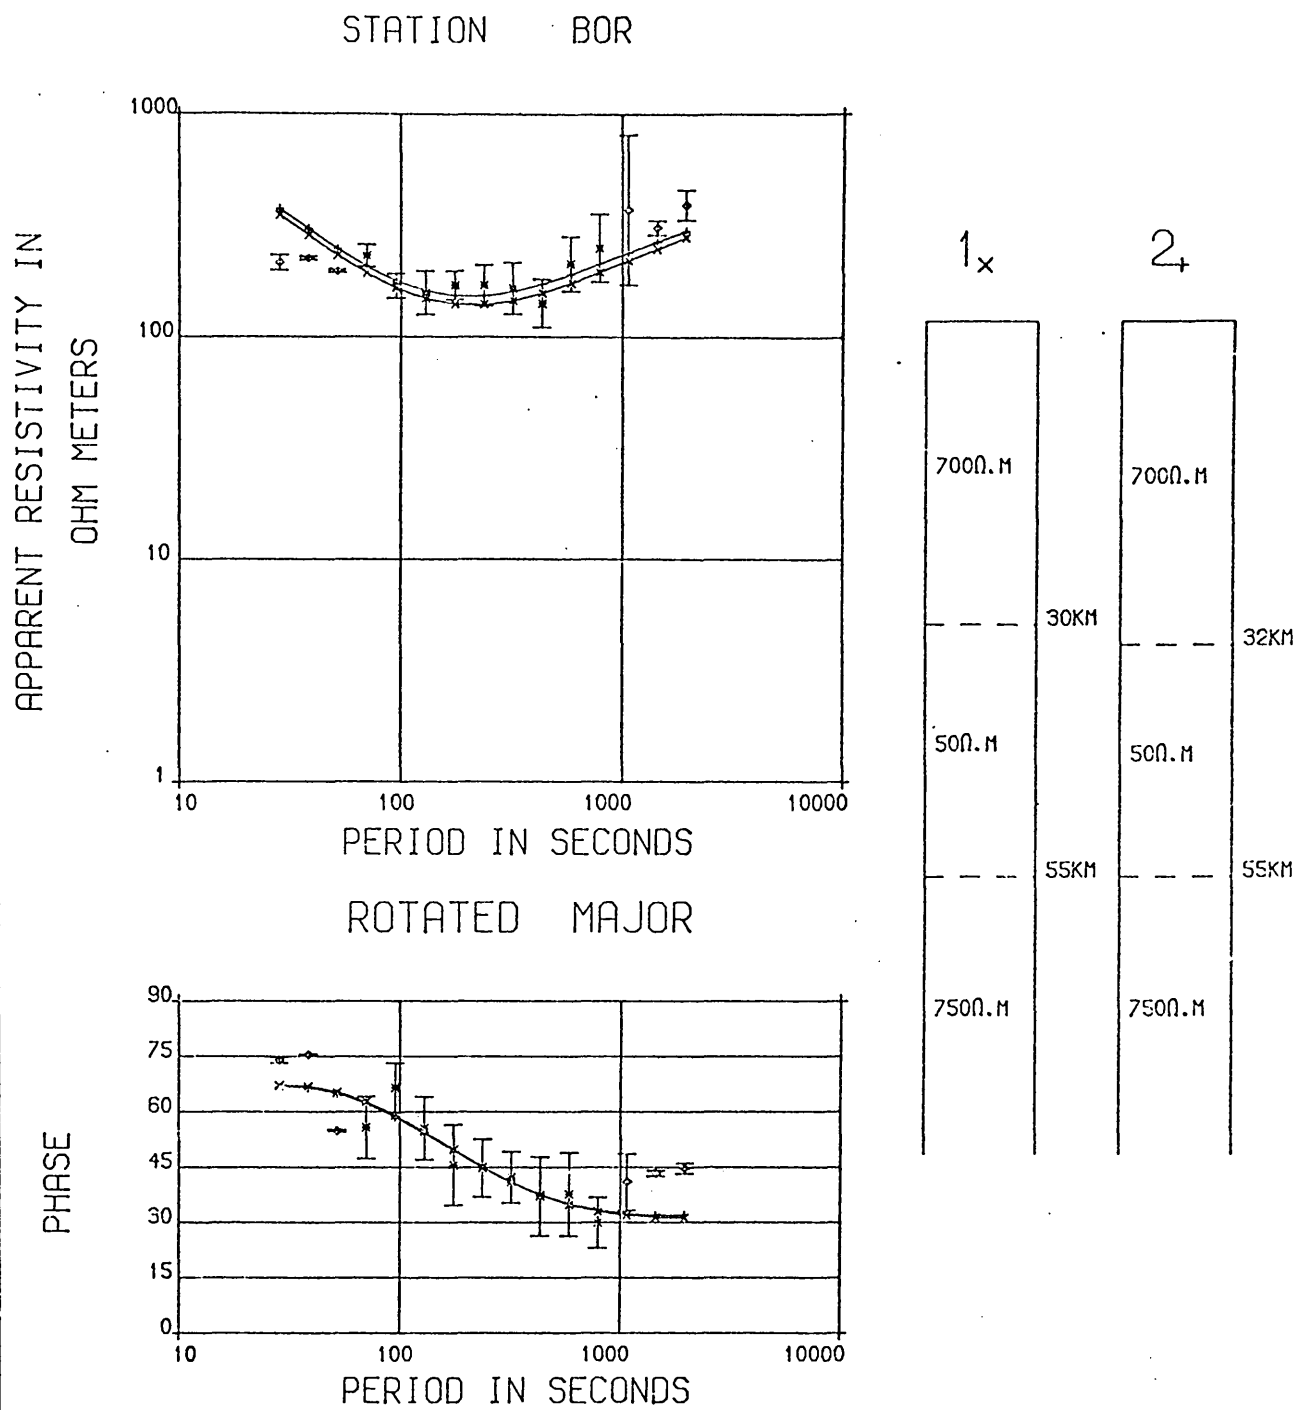 STATION BOR
APPARENT RESISTIVITY IN
OHM METERS
1000
100
10
1
10 100 1000 10000
PERIOD IN SECONDS
ROTATED MAJOR
PHASE
90
75
60
45
30
15
0
10 100 1000 10000
PERIOD IN SECONDS
1x
700Ω.M
30KM
50Ω.M
55KM
750Ω.M
2+
700Ω.M
32KM
50Ω.M
55KM
750Ω.M